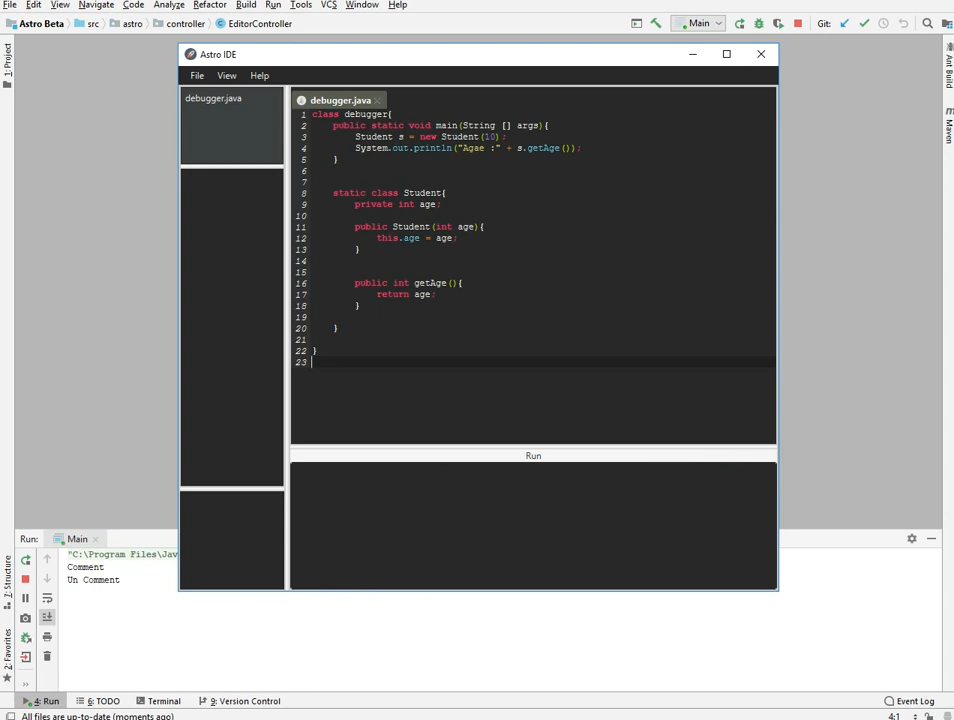 File Edit View Navigate Code Analyze Refactor Build Run Tools VCS Window Help
Astro Beta src astro controller EditorController Main Git:
1: Project
Ant Build
Maven
Astro IDE
File View Help
debugger.java
debugger.java
1 class debugger{
2 public static void main(String [] args){
3 Student s = new Student(10);
4 System.out.println("Agae :" + s.getAge());
5 }
6
7
8 static class Student{
9 private int age;
10
11 public Student(int age){
12 this.age = age;
13 }
14
15
16 public int getAge(){
17 return age;
18 }
19
20 }
21
22 }
23
Run
Run: Main
"C:\Program Files\Jav
Comment
Un Comment
7: Structure
2: Favorites
4: Run 6: TODO Terminal 9: Version Control Event Log
All files are up-to-date (moments ago) 4:1